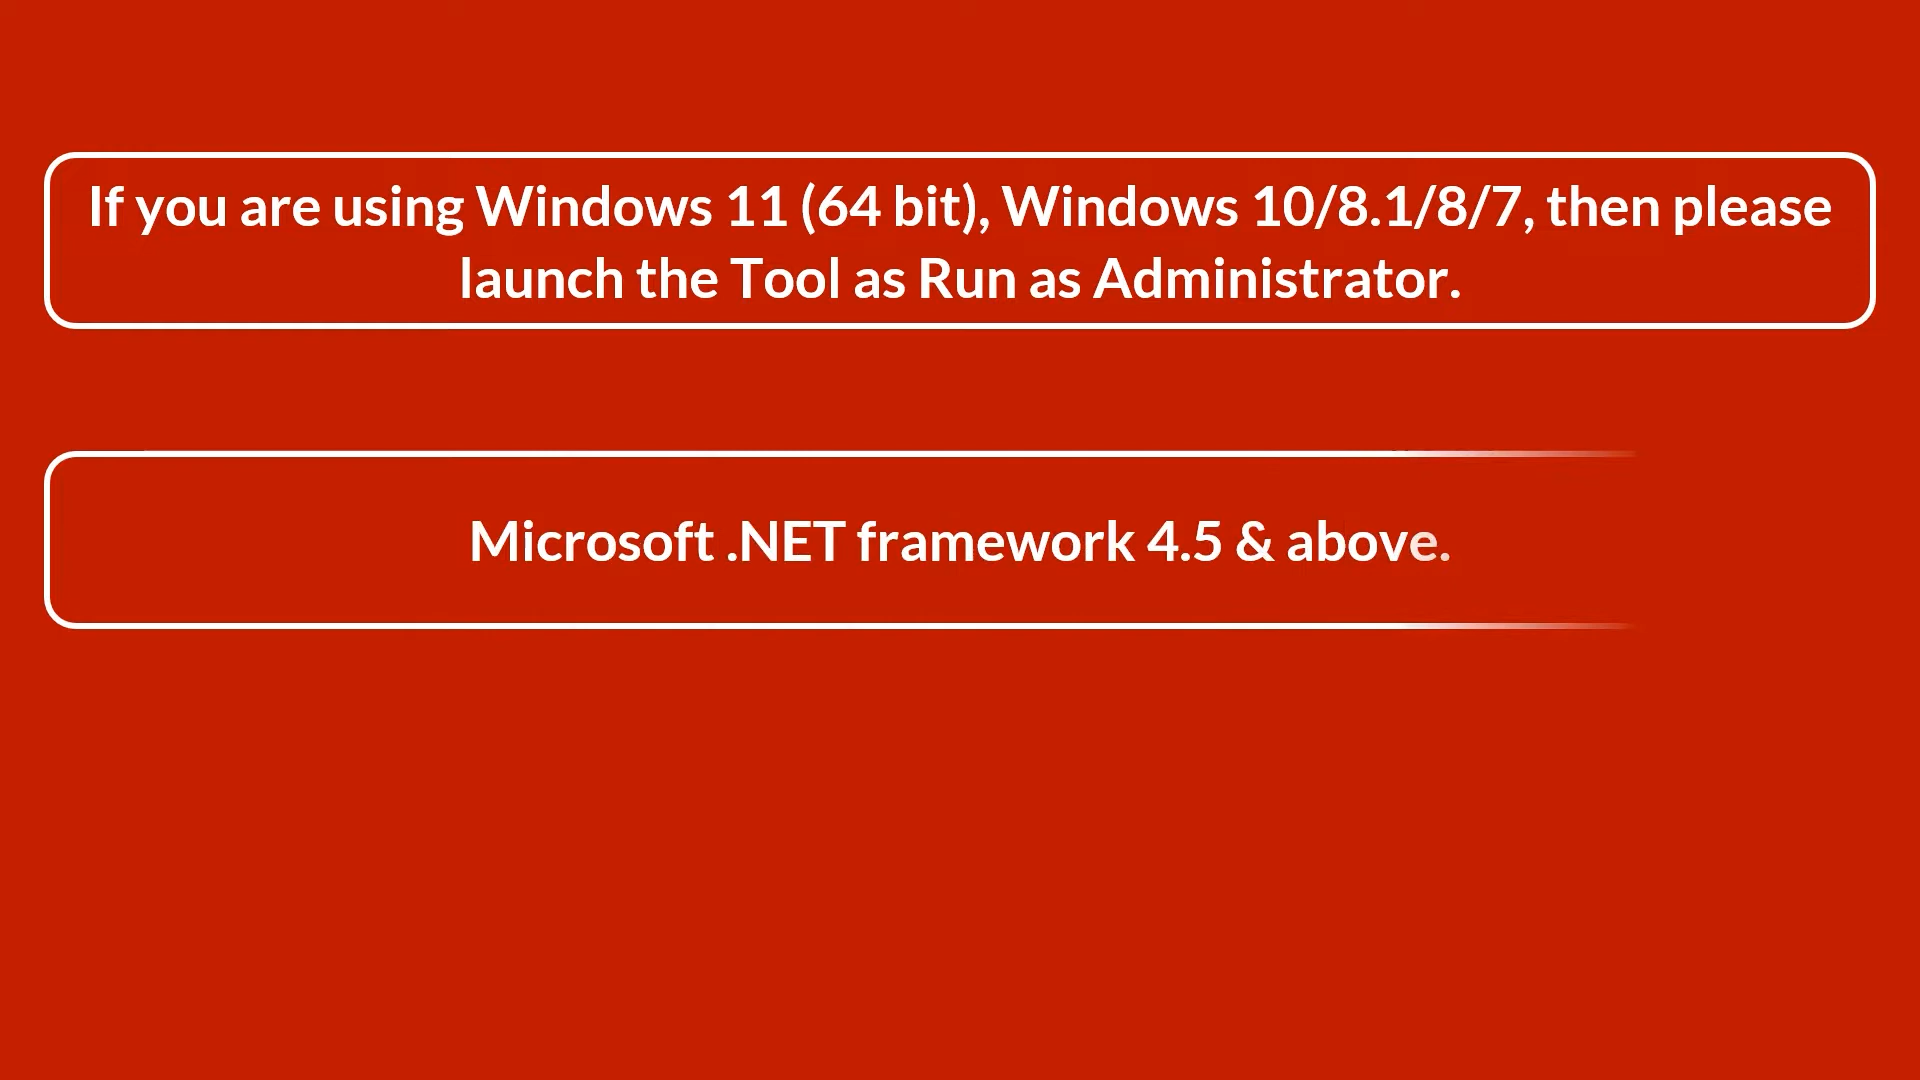 If you are using Windows 11 (64 bit), Windows 10/8.1/8/7, then please
launch the Tool as Run as Administrator.
Microsoft .NET framework 4.5 & above.